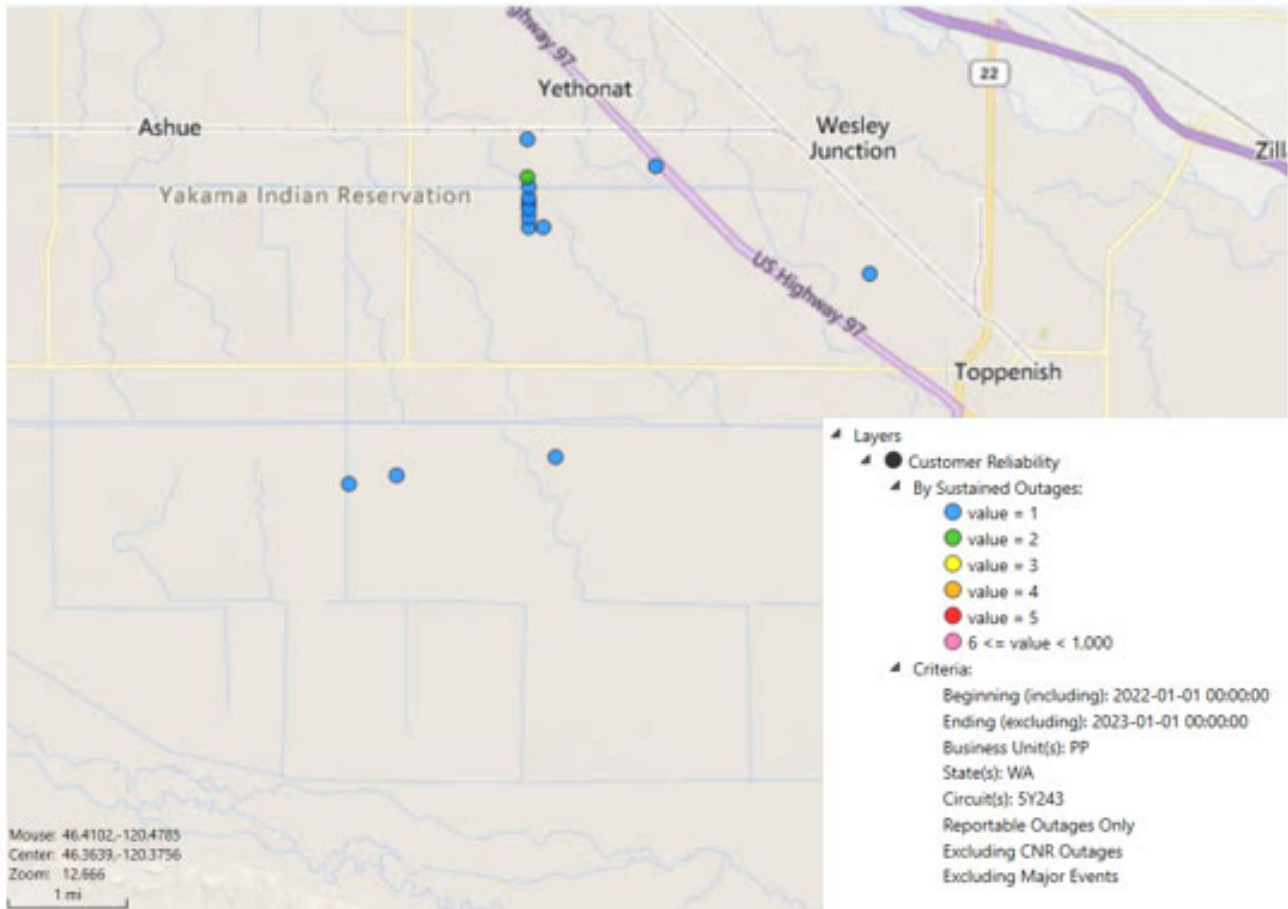 ghway 97
22
Yethonat
Ashue
Wesley
Junction
Zill
Yakama Indian Reservation
US Highway 97
Toppenish
Layers
Customer Reliability
By Sustained Outages:
value = 1
value = 2
value = 3
value = 4
value = 5
6 <= value < 1.000
Criteria:
Beginning (including): 2022-01-01 00:00:00
Ending (excluding): 2023-01-01 00:00:00
Business Unit(s): PP
State(s): WA
Circuit(s): 5Y243
Reportable Outages Only
Excluding CNR Outages
Excluding Major Events
Mouse: 46.4102,-120.4785
Center: 46.3639,-120.3756
Zoom: 12.666
1 mi